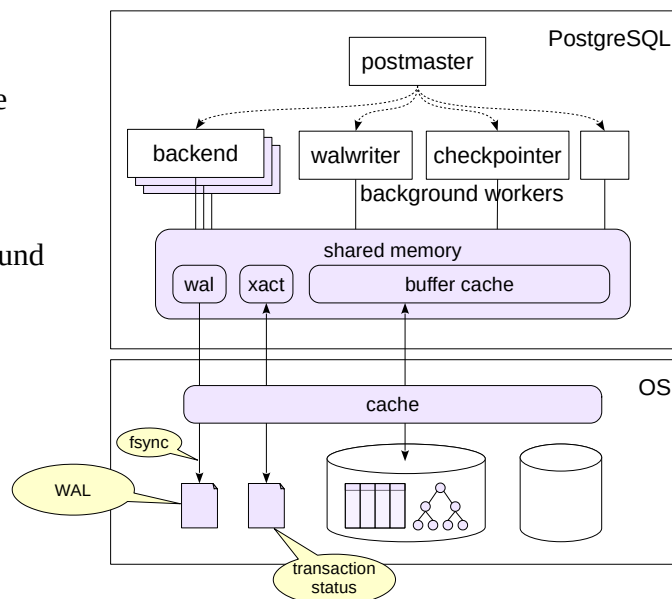 PostgreSQL
postmaster
e
backend
walwriter
checkpointer
background workers
und
shared memory
wal
xact
buffer cache
OS
cache
fsync
WAL
transaction
status